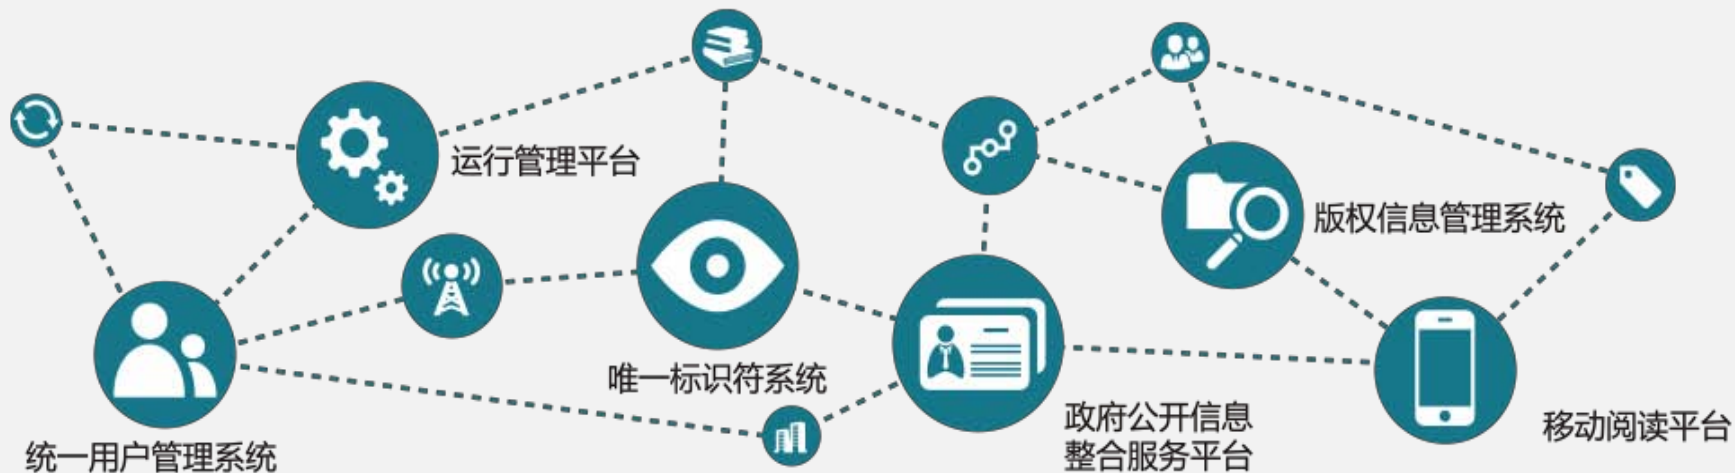 运行管理平台
版权信息管理系统
唯一标识符系统
政府公开信息
整合服务平台
移动阅读平台
统一用户管理系统